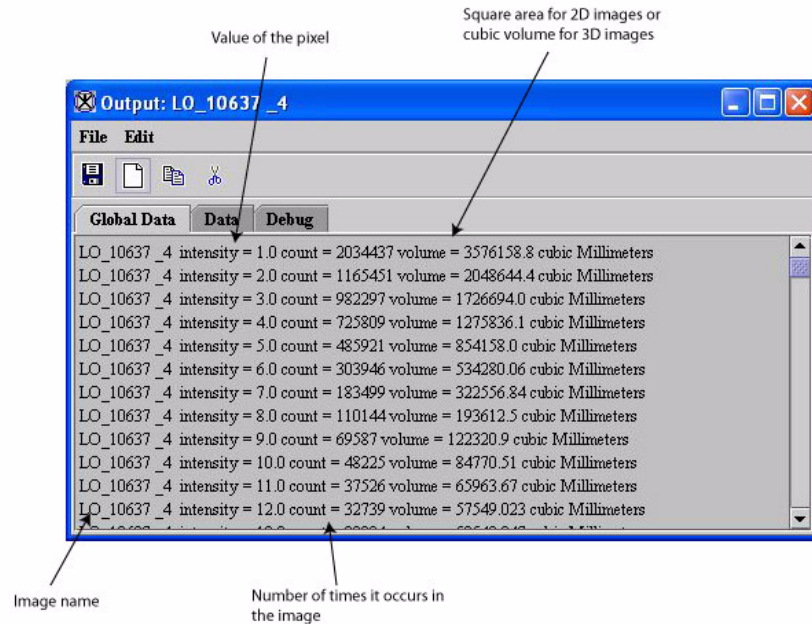 Square area for 2D images or
cubic volume for 3D images
Value of the pixel
Output: LO_10637 _4
File Edit
Global Data Data Debug
LO_10637 _4 intensity = 1.0 count = 2034437 volume = 3576158.8 cubic Millimeters
LO_10637 _4 intensity = 2.0 count = 1165451 volume = 2048644.4 cubic Millimeters
LO_10637 _4 intensity = 3.0 count = 982297 volume = 1726694.0 cubic Millimeters
LO_10637 _4 intensity = 4.0 count = 725809 volume = 1275836.1 cubic Millimeters
LO_10637 _4 intensity = 5.0 count = 485921 volume = 854158.0 cubic Millimeters
LO_10637 _4 intensity = 6.0 count = 303946 volume = 534280.06 cubic Millimeters
LO_10637 _4 intensity = 7.0 count = 183499 volume = 322556.84 cubic Millimeters
LO_10637 _4 intensity = 8.0 count = 110144 volume = 193612.5 cubic Millimeters
LO_10637 _4 intensity = 9.0 count = 69587 volume = 122320.9 cubic Millimeters
LO_10637 _4 intensity = 10.0 count = 48225 volume = 84770.51 cubic Millimeters
LO_10637 _4 intensity = 11.0 count = 37526 volume = 65963.67 cubic Millimeters
LO_10637 _4 intensity = 12.0 count = 32739 volume = 57549.023 cubic Millimeters
Image name
Number of times it occurs in
the image